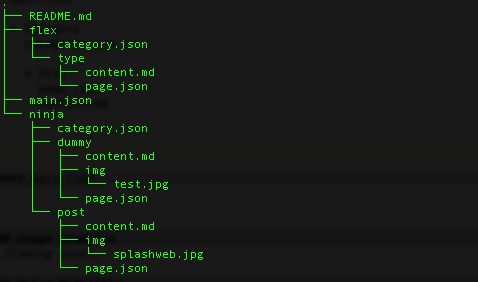 .
├── README.md
├── flex
│   ├── category.json
│   └── type
│       ├── content.md
│       └── page.json
├── main.json
└── ninja
    ├── category.json
    ├── dummy
    │   ├── content.md
    │   ├── img
    │   │   └── test.jpg
    │   └── page.json
    └── post
        ├── content.md
        ├── img
        │   └── splashweb.jpg
        └── page.json